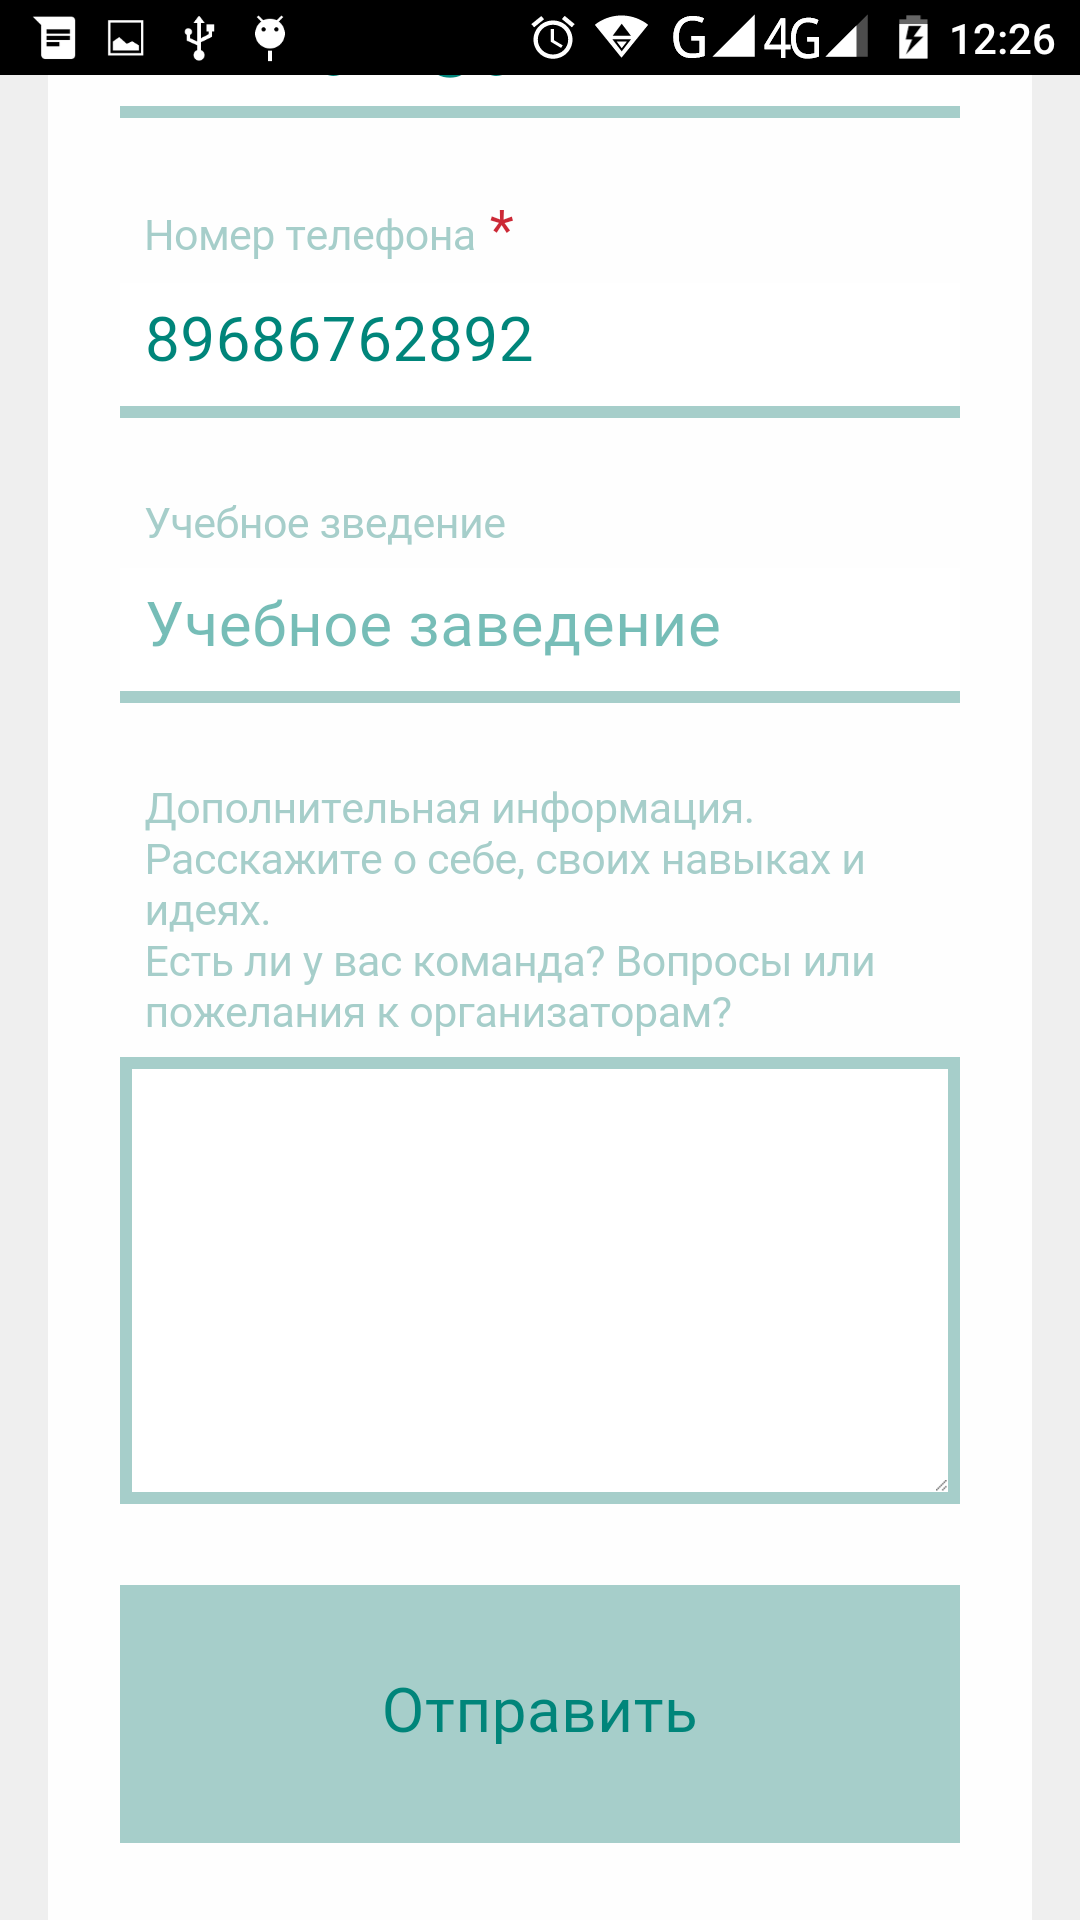 G 4G 12:26
Номер телефона *
89686762892
Учебное зведение
Учебное заведение
Дополнительная информация.
Расскажите о себе, своих навыках и
идеях.
Есть ли у вас команда? Вопросы или
пожелания к организаторам?
Отправить